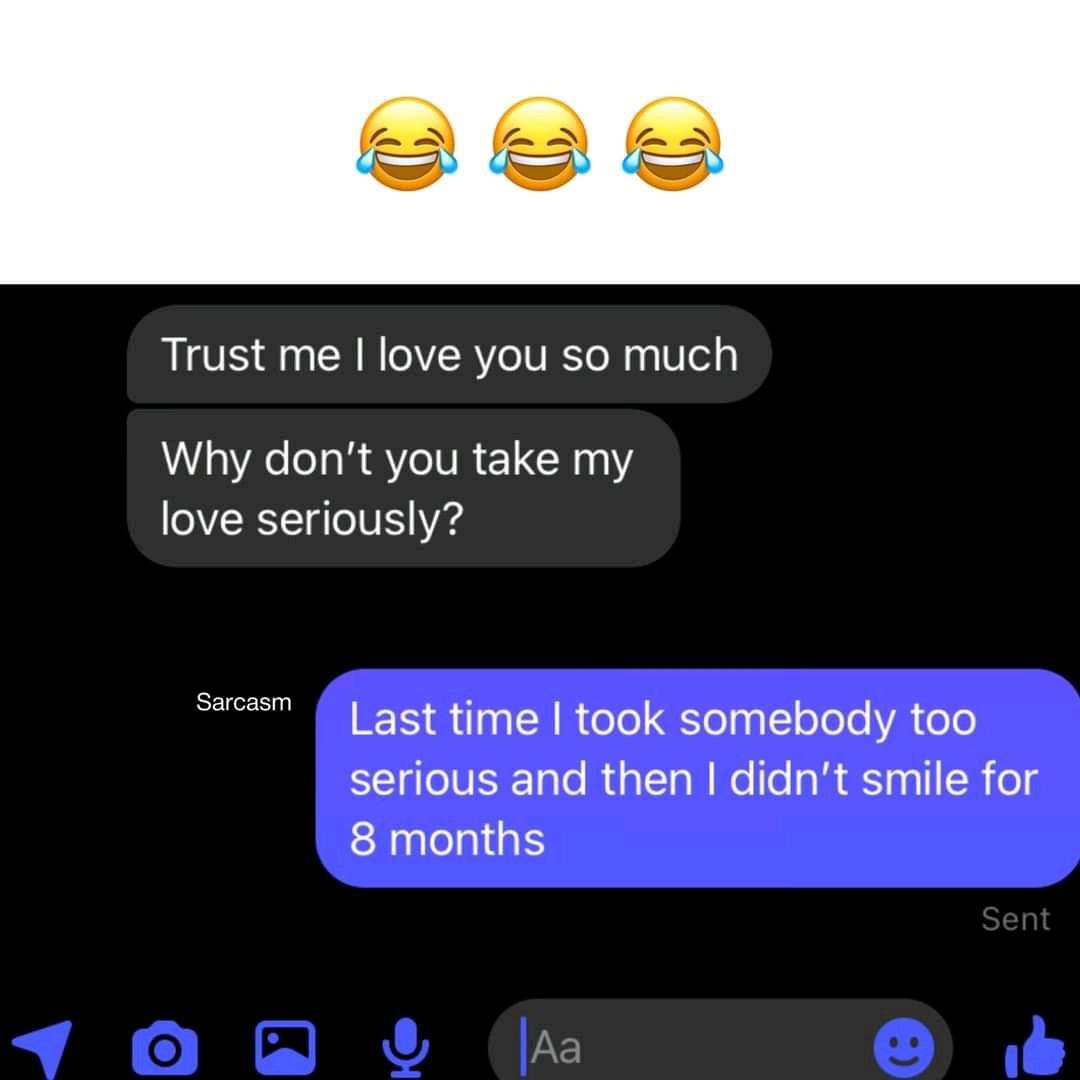 😂 😂 😂
Trust me I love you so much
Why don’t you take my
love seriously?
Sarcasm
Last time I took somebody too
serious and then I didn’t smile for
8 months
Sent
Aa